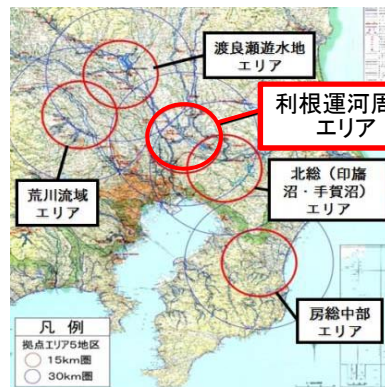 渡良瀬遊水地
エリア
利根運河周
エリア
荒川流域
エリア
北総（印旛
沼・手賀沼）
エリア
房総中部
エリア
凡 例
拠点エリア5地区
15km圏
30km圏